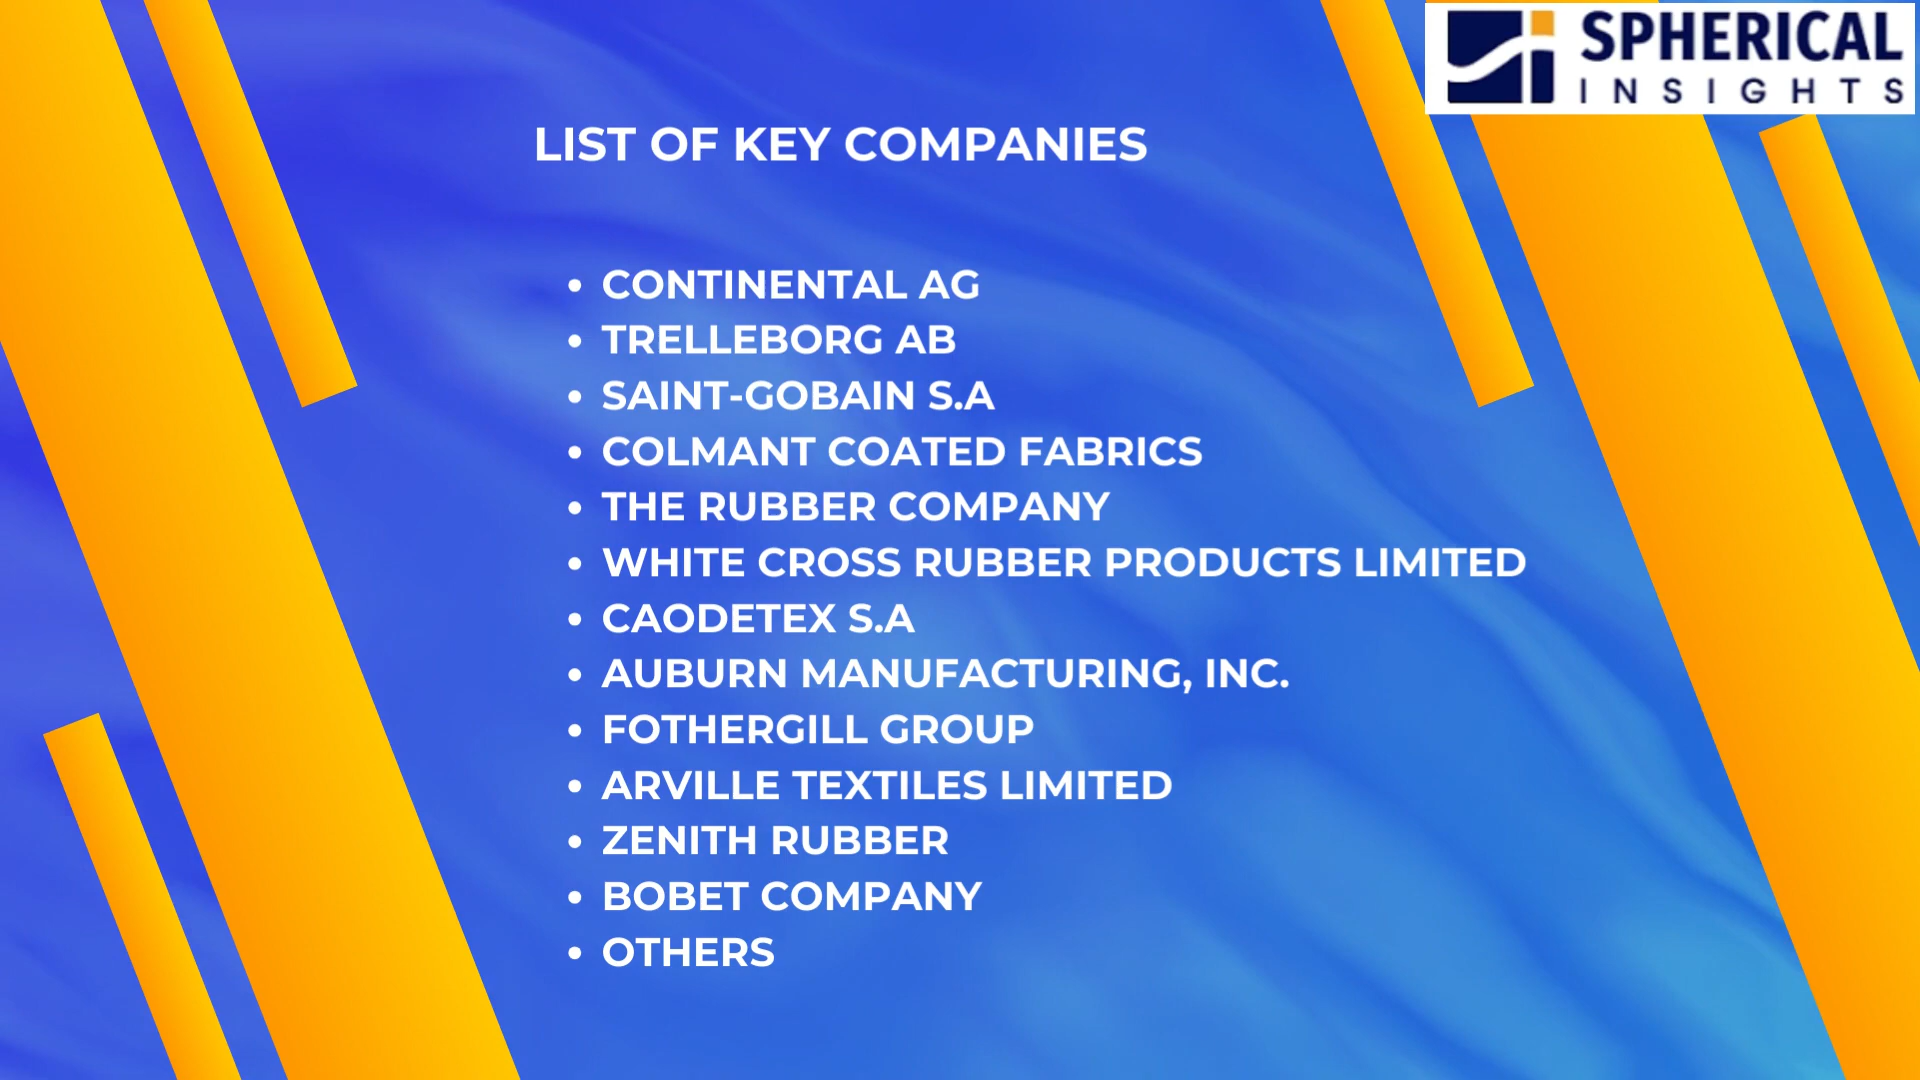 SPHERICAL
INSIGHTS
LIST OF KEY COMPANIES
• CONTINENTAL AG
• TRELLEBORG AB
• SAINT-GOBAIN S.A
• COLMANT COATED FABRICS
• THE RUBBER COMPANY
• WHITE CROSS RUBBER PRODUCTS LIMITED
• CAODETEX S.A
• AUBURN MANUFACTURING, INC.
• FOTHERGILL GROUP
• ARVILLE TEXTILES LIMITED
• ZENITH RUBBER
• BOBET COMPANY
• OTHERS